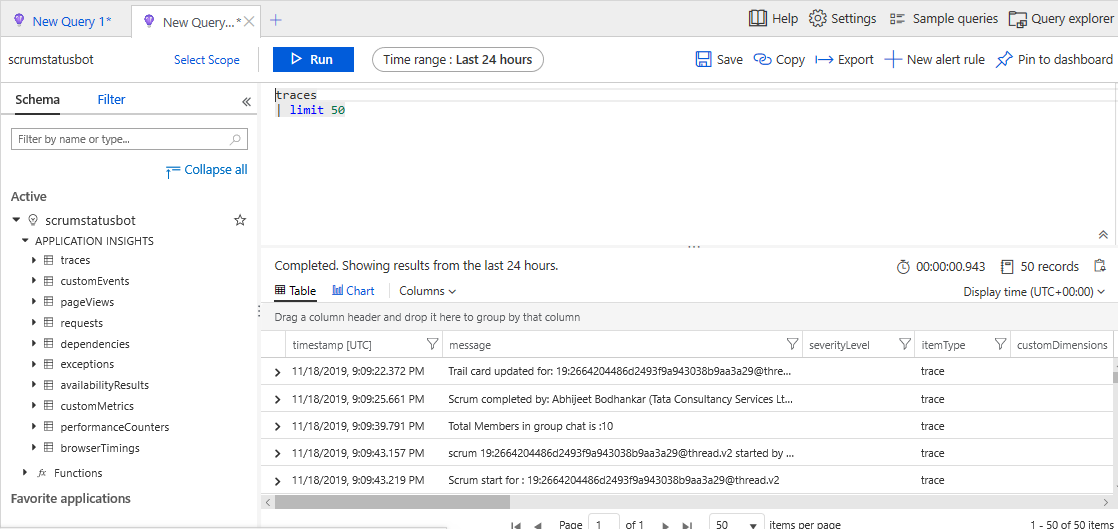 New Query 1*
New Query...*
Help
Settings
Sample queries
Query explorer
scrumstatusbot
Select Scope
Run
Time range : Last 24 hours
Save
Copy
Export
New alert rule
Pin to dashboard
Schema
Filter
traces
| limit 50
Filter by name or type...
Collapse all
Active
scrumstatusbot
APPLICATION INSIGHTS
traces
customEvents
pageViews
requests
dependencies
exceptions
availabilityResults
customMetrics
performanceCounters
browserTimings
fx Functions
Favorite applications
Completed. Showing results from the last 24 hours.
00:00:00.943
50 records
Table
Chart
Columns
Display time (UTC+00:00)
Drag a column header and drop it here to group by that column
timestamp [UTC] message severityLevel itemType customDimensions
11/18/2019, 9:09:22.372 PM Trail card updated for: 19:2664204486d2493f9a943038b9aa3a29@thre... trace
11/18/2019, 9:09:25.661 PM Scrum completed by: Abhijeet Bodhankar (Tata Consultancy Services Lt... trace
11/18/2019, 9:09:39.791 PM Total Members in group chat is :10 trace
11/18/2019, 9:09:43.157 PM scrum 19:2664204486d2493f9a943038b9aa3a29@thread.v2 started by ... trace
11/18/2019, 9:09:43.219 PM Scrum start for : 19:2664204486d2493f9a943038b9aa3a29@thread.v2 trace
Page 1 of 1 50 items per page 1 - 50 of 50 items